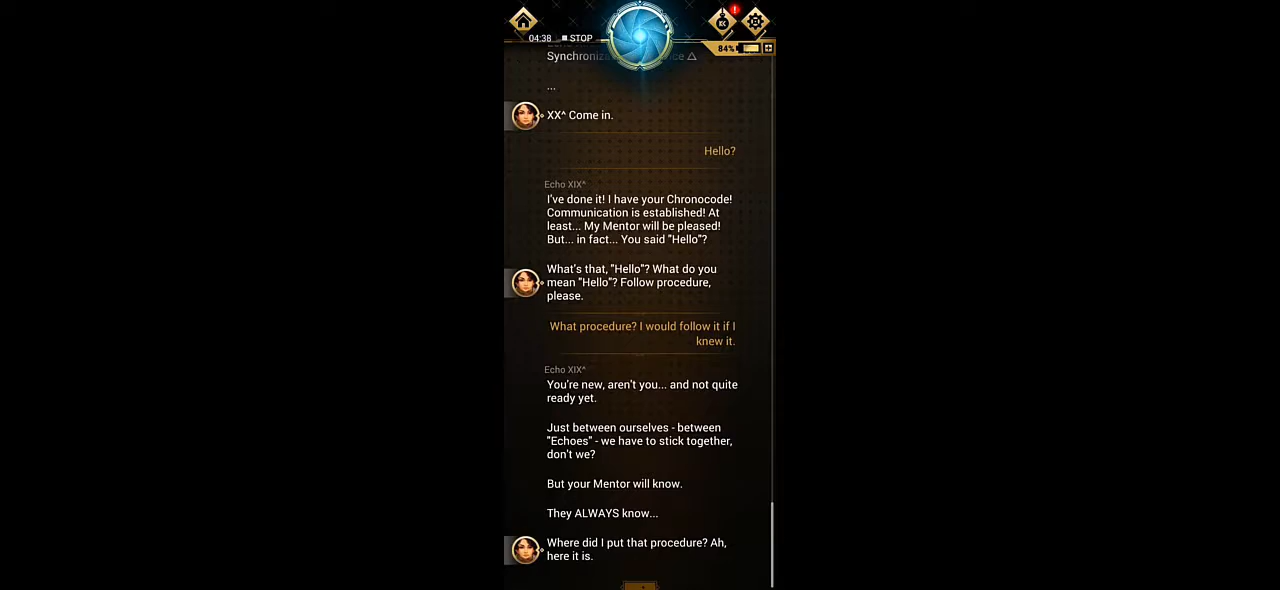 04:38 STOP
84%
Synchroniz
...
XX^ Come in.
Hello?
Echo XIX^
I've done it! I have your Chronocode!
Communication is established! At
least... My Mentor will be pleased!
But... in fact... You said "Hello"?
What's that, "Hello"? What do you
mean "Hello"? Follow procedure,
please.
What procedure? I would follow it if I
knew it.
Echo XIX^
You're new, aren't you... and not quite
ready yet.
Just between ourselves - between
"Echoes" - we have to stick together,
don't we?
But your Mentor will know.
They ALWAYS know...
Where did I put that procedure? Ah,
here it is.